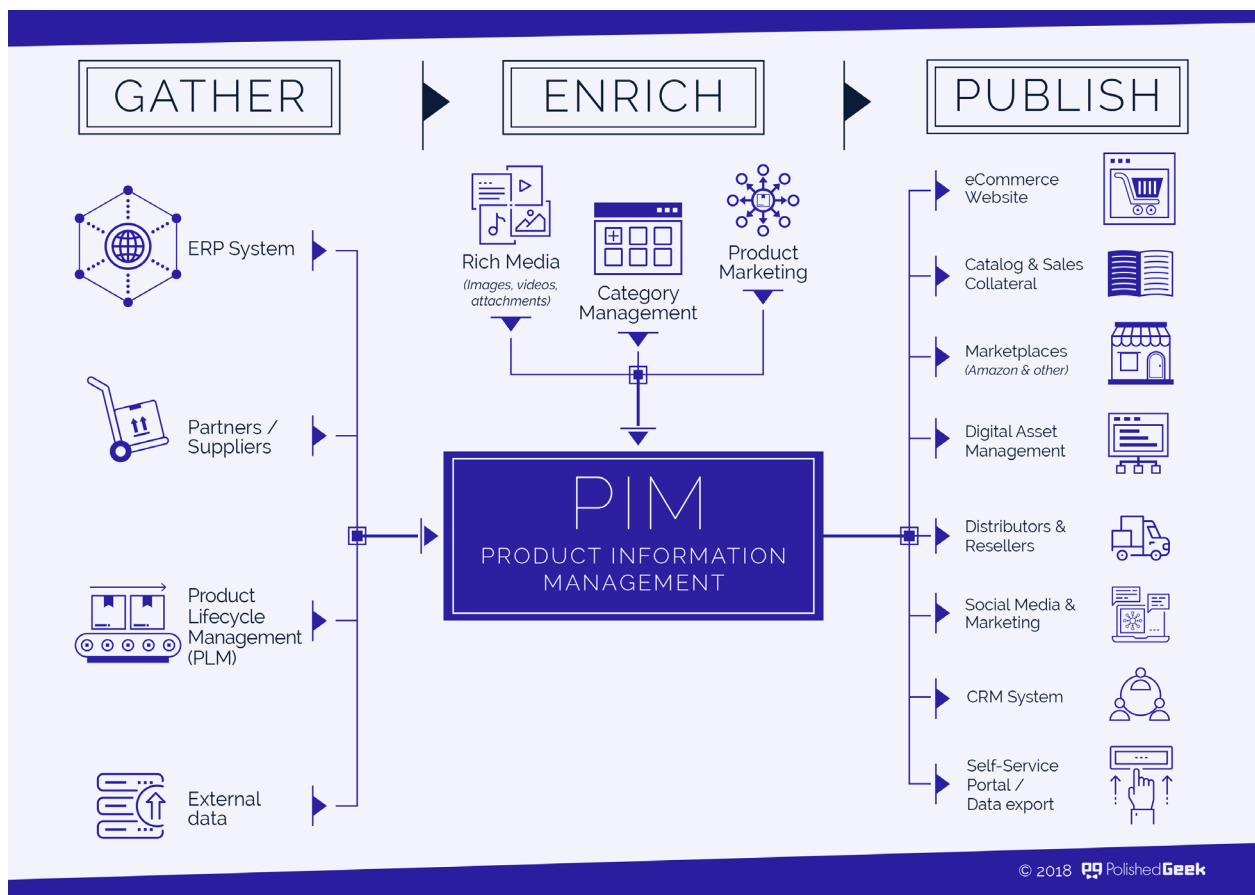 GATHER
ENRICH
PUBLISH
ERP System
Partners /
Suppliers
Product
Lifecycle
Management
(PLM)
External
data
Rich Media
(Images, videos,
attachments)
Category
Management
Product
Marketing
PIM
PRODUCT INFORMATION
MANAGEMENT
eCommerce
Website
Catalog & Sales
Collateral
Marketplaces
(Amazon & other)
Digital Asset
Management
Distributors &
Resellers
Social Media &
Marketing
CRM System
Self-Service
Portal /
Data export
© 2018 PolishedGeek